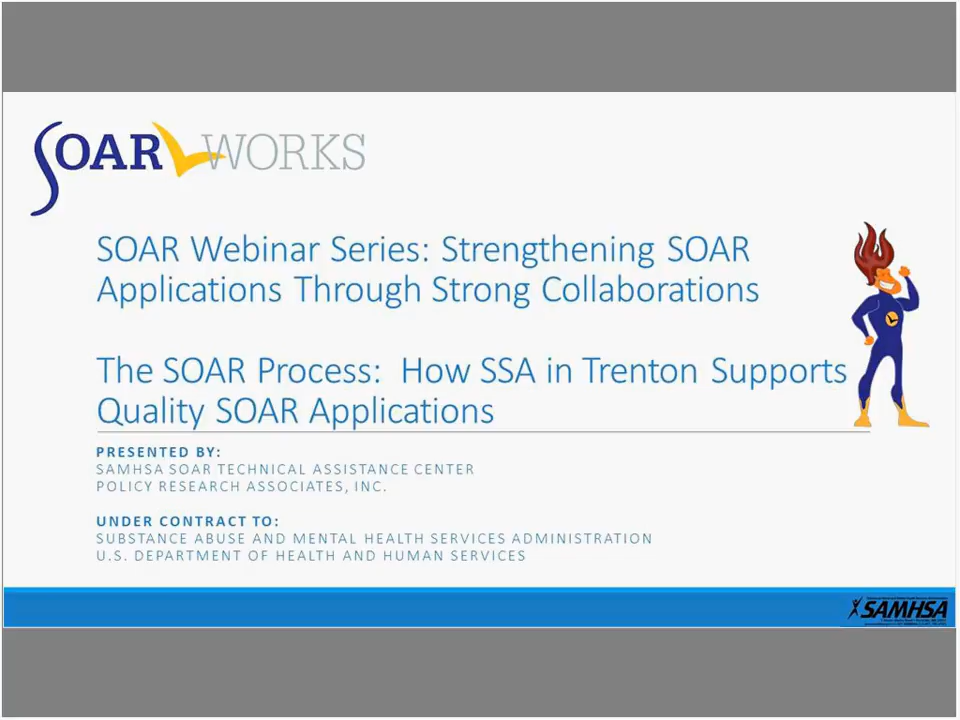 SOAR WORKS
SOAR Webinar Series: Strengthening SOAR
Applications Through Strong Collaborations
The SOAR Process: How SSA in Trenton Supports
Quality SOAR Applications
PRESENTED BY:
SAMHSA SOAR TECHNICAL ASSISTANCE CENTER
POLICY RESEARCH ASSOCIATES, INC.
UNDER CONTRACT TO:
SUBSTANCE ABUSE AND MENTAL HEALTH SERVICES ADMINISTRATION
U.S. DEPARTMENT OF HEALTH AND HUMAN SERVICES
SAMHSA